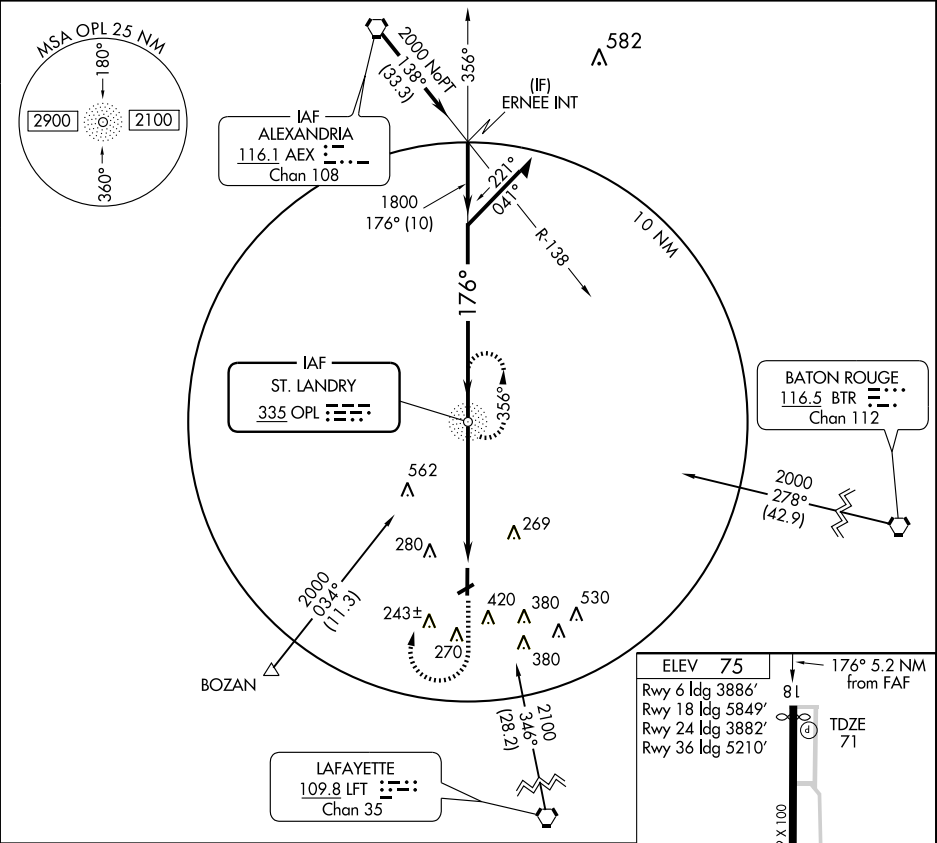 MSA OPL 25 NM
180°
2900
2100
360°
IAF
ALEXANDRIA
116.1 AEX
Chan 108
2000 NoPT
138°
(33.3)
356°
582
(IF)
ERNEE INT
1800
176° (10)
221°
041°
R-138
10 NM
176°
IAF
ST. LANDRY
335 OPL
356°
BATON ROUGE
116.5 BTR
Chan 112
2000
278°
(42.9)
562
269
280
2000
034°
(11.3)
243±
420
380
530
270
380
BOZAN
2100
346°
(28.2)
LAFAYETTE
109.8 LFT
Chan 35
ELEV 75
Rwy 6 ldg 3886'
Rwy 18 ldg 5849'
Rwy 24 ldg 3882'
Rwy 36 ldg 5210'
176° 5.2 NM
from FAF
18
P
TDZE
71
X 100